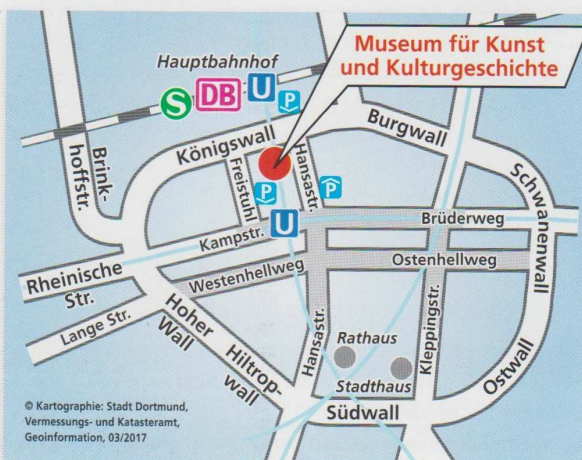 Museum für Kunst
und Kulturgeschichte
Hauptbahnhof
S
DB
U
P
Burgwall
Königswall
Brink-
hoffstr.
Freistuhl
Hansastr.
Schwanenwall
P
P
U
Kampstr.
Brüderweg
Rheinische
Str.
Westenhellweg
Ostenhellweg
Lange Str.
Hoher
Wall
Hiltrop-
wall
Hansastr.
Rathaus
Stadthaus
Kleppingstr.
Ostwall
Südwall
© Kartographie: Stadt Dortmund,
Vermessungs- und Katasteramt,
Geoinformation, 03/2017